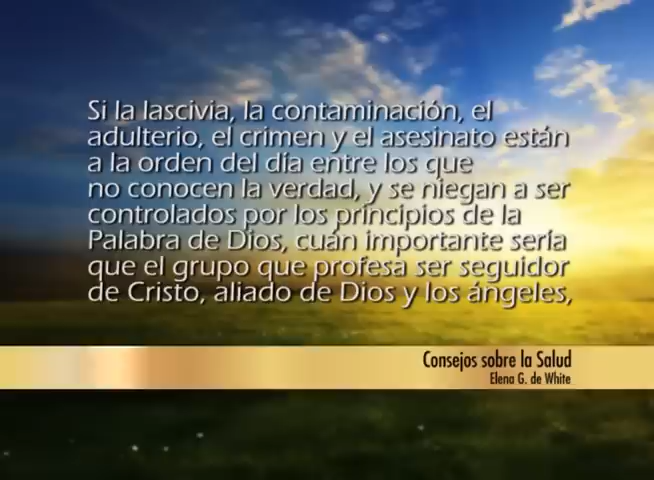 Si la lascivia, la contaminación, el
adulterio, el crimen y el asesinato están
a la orden del día entre los que
no conocen la verdad, y se niegan a ser
controlados por los principios de la
Palabra de Dios, cuán importante sería
que el grupo que profesa ser seguidor
de Cristo, aliado de Dios y los ángeles,
Consejos sobre la Salud
Elena G. de White